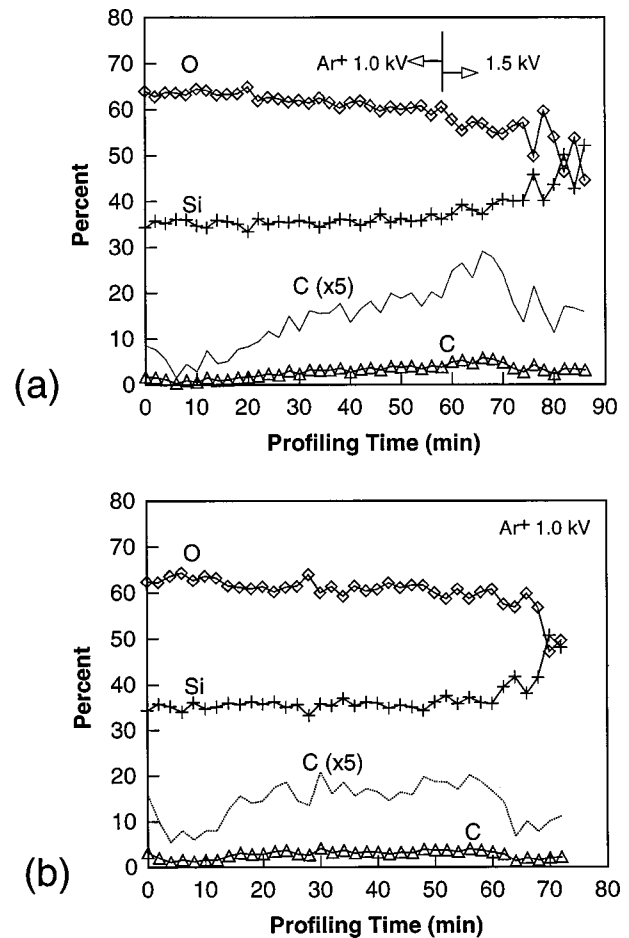 80
70
60
50
40
30
20
10
0
Percent
O
Ar+ 1.0 kV
1.5 kV
Si
C (x5)
C
(a)
0 10 20 30 40 50 60 70 80 90
Profiling Time (min)
80
70
60
50
40
30
20
10
0
Percent
Ar+ 1.0 kV
O
Si
C (x5)
C
(b)
0 10 20 30 40 50 60 70 80
Profiling Time (min)